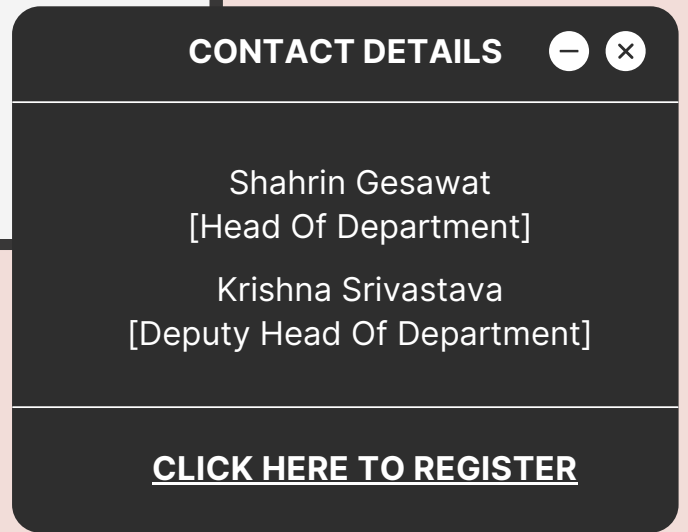 CONTACT DETAILS
Shahrin Gesawat
[Head Of Department]
Krishna Srivastava
[Deputy Head Of Department]
CLICK HERE TO REGISTER